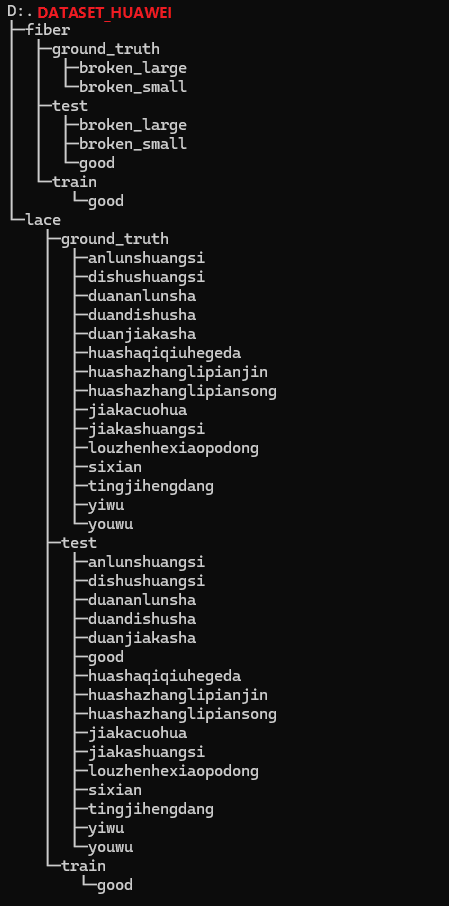 D:. DATASET_HUAWEI
fiber
ground_truth
broken_large
broken_small
test
broken_large
broken_small
good
train
good
lace
ground_truth
anlunshuangsi
dishushuangsi
duananlunsha
duandishusha
duanjiakasha
huashaqiqiuhegeda
huashazhanglipianjin
huashazhanglipiansong
jiakacuohua
jiakashuangsi
louzhenhexiaopodong
sixian
tingjihengdang
yiwu
youwu
test
anlunshuangsi
dishushuangsi
duananlunsha
duandishusha
duanjiakasha
good
huashaqiqiuhegeda
huashazhanglipianjin
huashazhanglipiansong
jiakacuohua
jiakashuangsi
louzhenhexiaopodong
sixian
tingjihengdang
yiwu
youwu
train
good